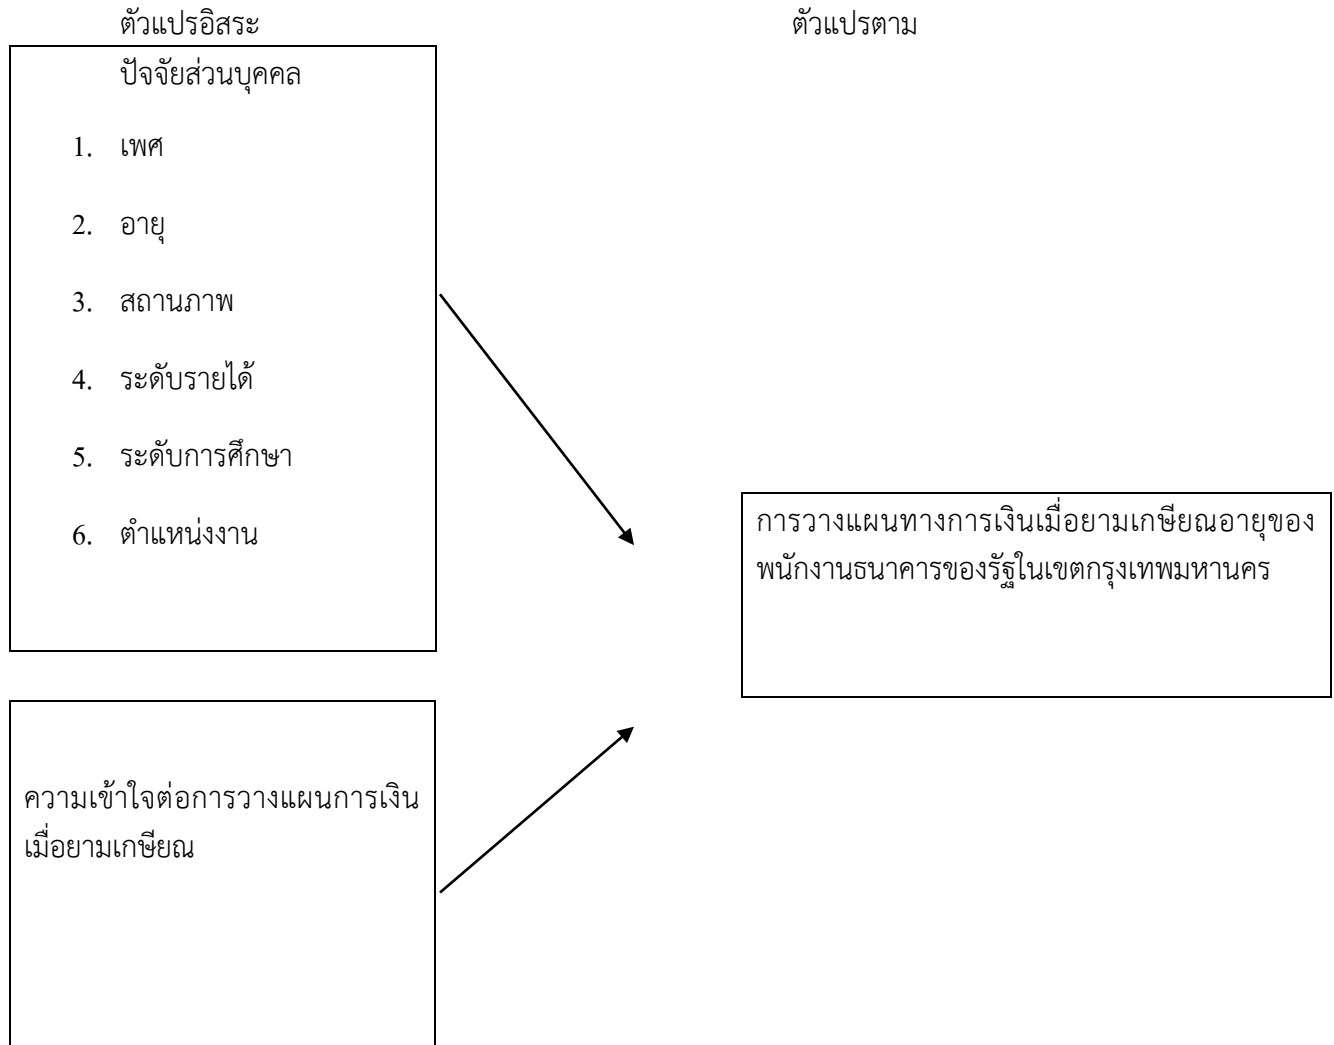 ตัวแปรอิสระ
ตัวแปรตาม
ปัจจัยส่วนบุคคล
1. เพศ
2. อายุ
3. สถานภาพ
4. ระดับรายได้
5. ระดับการศึกษา
6. ตำแหน่งงาน
การวางแผนทางการเงินเมื่อยามเกษียณอายุของ
พนักงานธนาคารของรัฐในเขตกรุงเทพมหานคร
ความเข้าใจต่อการวางแผนการเงิน
เมื่อยามเกษียณ